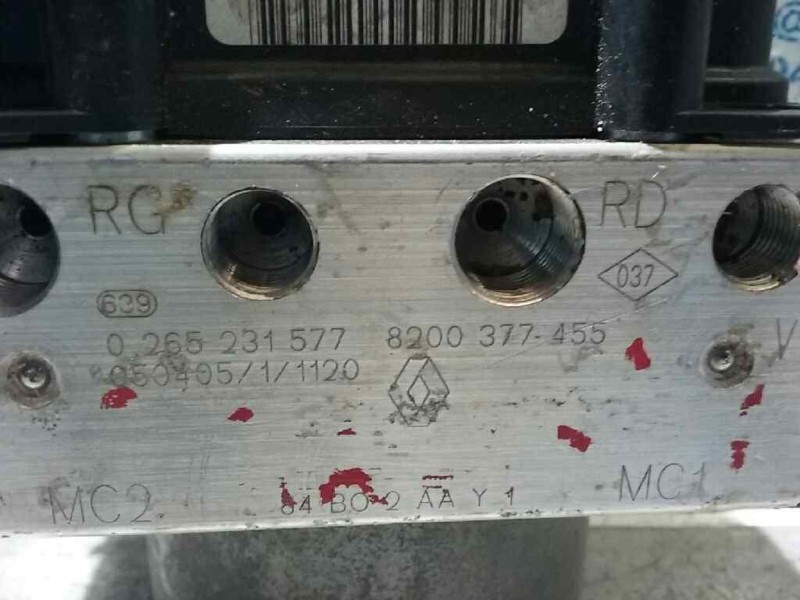 RG RD
037
639
0 265 231 577 8200 377-455
050405/1/1120 V
MC2 MC1
84 BO 2 AA Y 1